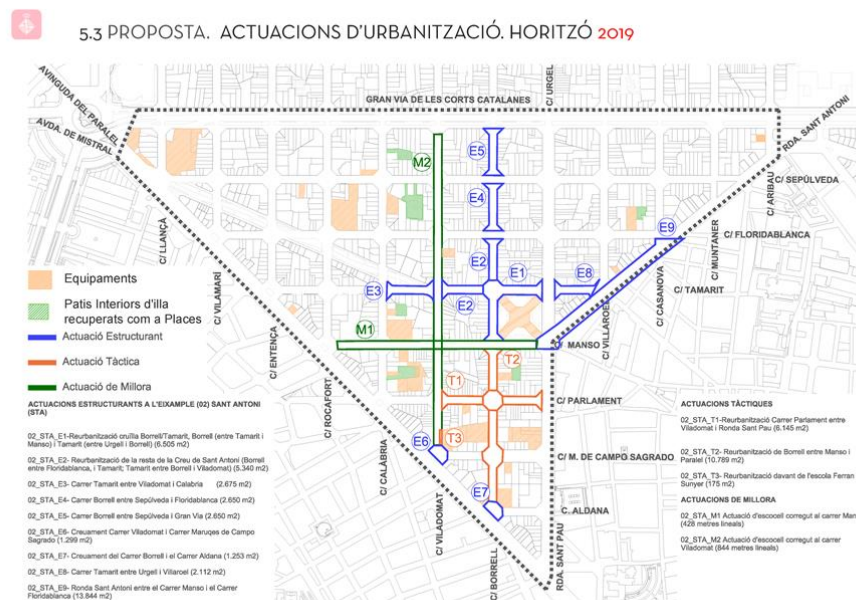 5.3 PROPOSTA. ACTUACIONS D'URBANITZACIÓ. HORITZÓ 2019
AVINGUDA DEL PARALEL
AVDA. DE MISTRAL
GRAN VIA DE LES CORTS CATALANES
C/ URGEL
RDA. SANT ANTONI
C/ ARIBAU
C/ SEPÚLVEDA
C/ MUNTANER
C/ FLORIDABLANCA
C/ CASANOVA
C/ TAMARIT
C/ VILLAROEL
C/ MANSO
C/ PARLAMENT
C/ M. DE CAMPO SAGRADO
C. ALDANA
RDA. SANT PAU
C/ BORRELL
C/ VILADOMAT
C/ CALÀBRIA
C/ ROCAFORT
C/ ENTENÇA
C/ VILAMARÍ
C/ LLANÇÀ
M2
E5
E4
E2
E1
E3
E2
E8
E9
M1
T2
T1
T3
E6
E7
Equipaments
Patis Interiors d'illa
recuperats com a Places
Actuació Estructurant
Actuació Tàctica
Actuació de Millora
ACTUACIONS ESTRUCTURANTS A L'EIXAMPLE (02) SANT ANTONI
(STA)
02_STA_E1-Reurbanització cruïlla Borrell/Tamarit, Borrell (entre Tamarit i
Manso) i Tamarit (entre Urgell i Borrell) (6.505 m2)
02_STA_E2- Reurbanització de la resta de la Creu de Sant Antoni (Borrell
entre Floridablanca, i Tamarit; Tamarit entre Borrell i Viladomat) (5.340 m2)
02_STA_E3- Carrer Tamarit entre Viladomat i Calabria (2.675 m2)
02_STA_E4- Carrer Borrell entre Sepúlveda i Floridablanca (2.650 m2)
02_STA_E5- Carrer Borrell entre Sepúlveda i Gran Via (2.650 m2)
02_STA_E6- Creuament Carrer Viladomat i Carrer Maruqes de Campo
Sagrado (1.299 m2)
02_STA_E7- Creuament del Carrer Borrell i el Carrer Aldana (1.253 m2)
02_STA_E8- Carrer Tamarit entre Urgell i Villaroel (2.112 m2)
02_STA_E9- Ronda Sant Antoni entre el Carrer Manso i el Carrer
Floridablanca (13.844 m2)
ACTUACIONS TÀCTIQUES
02_STA_T1-Reurbanització Carrer Parlament entre
Viladomat i Ronda Sant Pau (6.145 m2)
02_STA_T2- Reurbanització de Borrell entre Manso i
Paralel (10.789 m2)
02_STA_T3- Reurbanització davant de l'escola Ferran
Sunyer (175 m2)
ACTUACIONS DE MILLORA
02_STA_M1 Actuació d'escocell corregut al carrer Man
(428 metres lineals)
02_STA_M2 Actuació d'escocell corregut al carrer
Viladomat (844 metres lineals)